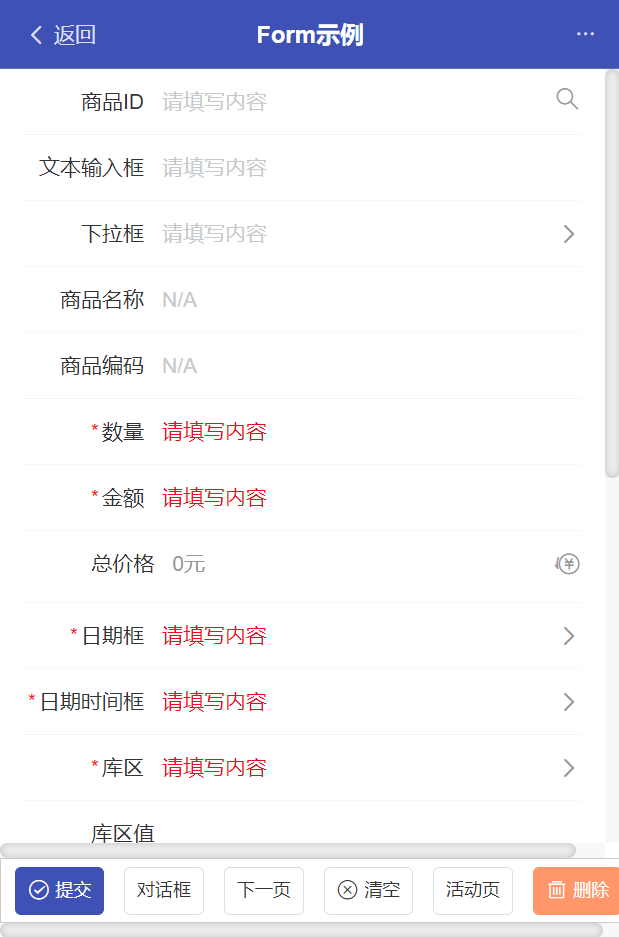 返回 Form示例 ...
商品ID 请填写内容
文本输入框 请填写内容
下拉框 请填写内容
商品名称 N/A
商品编码 N/A
*数量 请填写内容
*金额 请填写内容
总价格 0元
*日期框 请填写内容
*日期时间框 请填写内容
*库区 请填写内容
库区值
提交 对话框 下一页 清空 活动页 删除